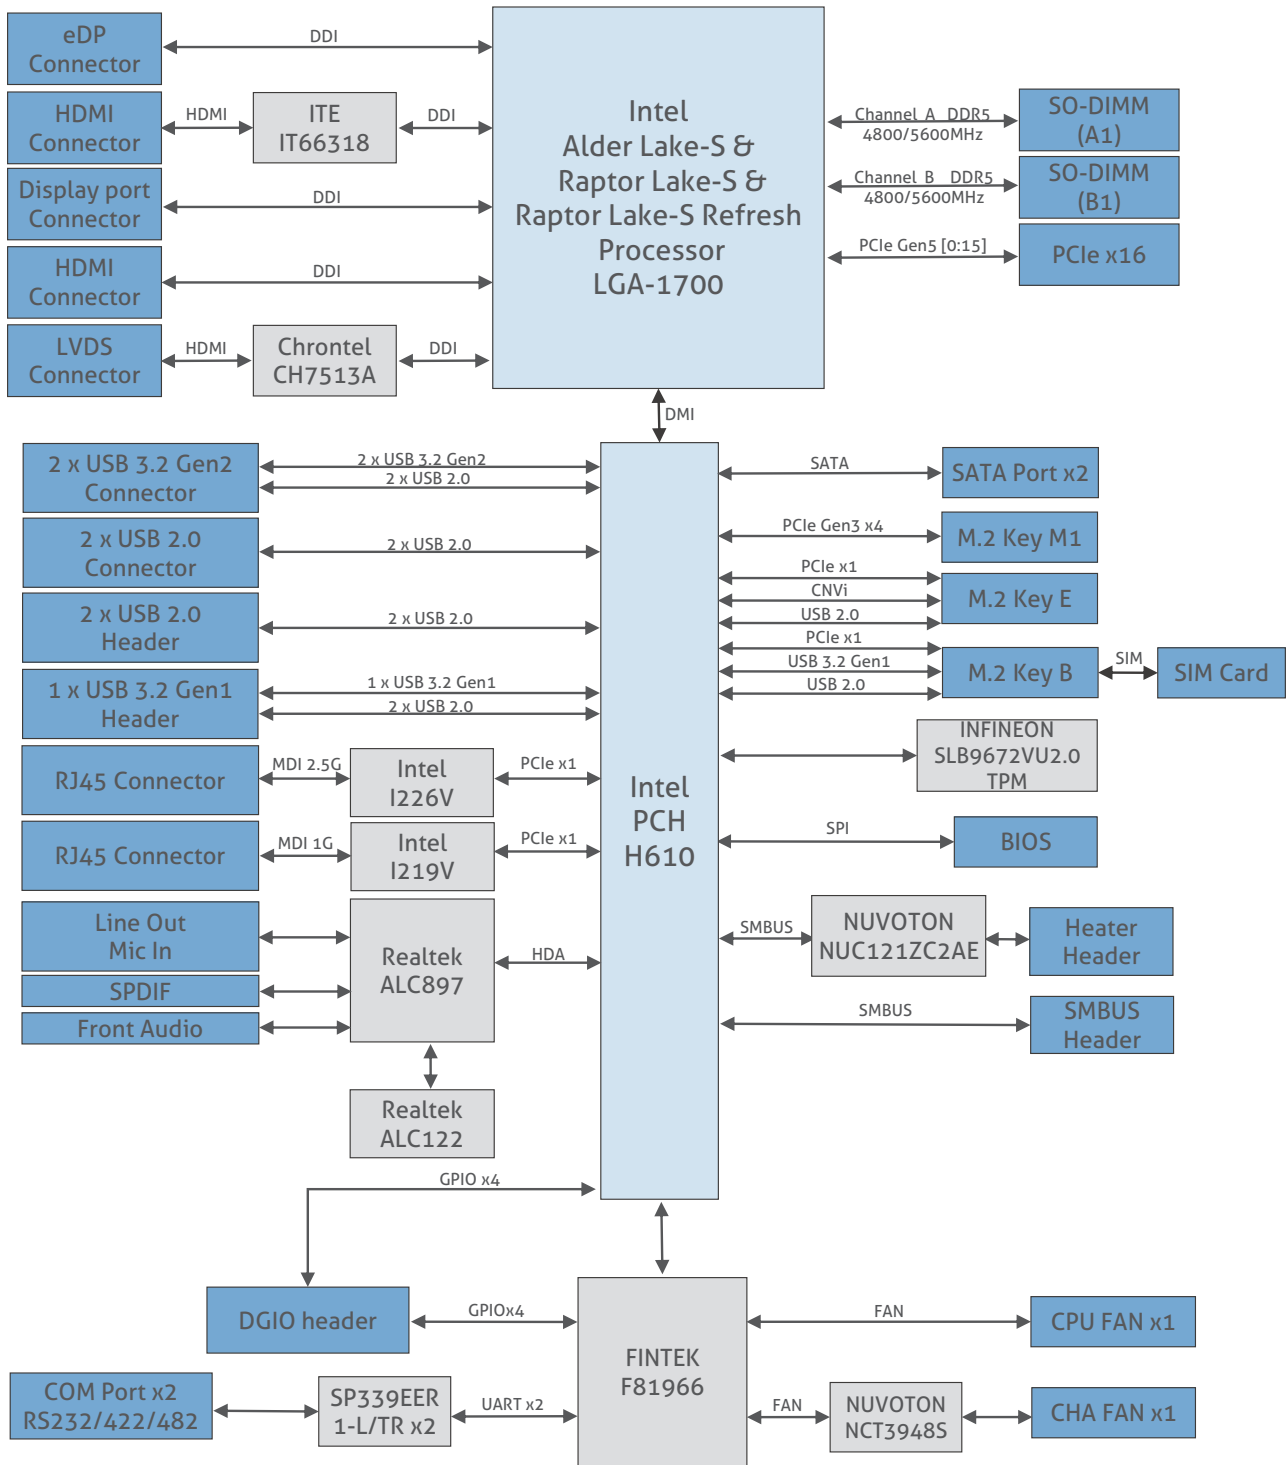 eDP
Connector
DDI
HDMI
Connector
HDMI
ITE
IT66318
DDI
Display port
Connector
DDI
HDMI
Connector
DDI
LVDS
Connector
HDMI
Chrontel
CH7513A
DDI
Intel
Alder Lake-S &
Raptor Lake-S &
Raptor Lake-S Refresh
Processor
LGA-1700
Channel A DDR5
4800/5600MHz
SO-DIMM
(A1)
Channel B DDR5
4800/5600MHz
SO-DIMM
(B1)
PCIe Gen5 [0:15]
PCIe x16
DMI
2 x USB 3.2 Gen2
Connector
2 x USB 3.2 Gen2
2 x USB 2.0
2 x USB 2.0
Connector
2 x USB 2.0
2 x USB 2.0
Header
2 x USB 2.0
1 x USB 3.2 Gen1
Header
1 x USB 3.2 Gen1
2 x USB 2.0
RJ45 Connector
MDI 2.5G
Intel
I226V
PCIe x1
RJ45 Connector
MDI 1G
Intel
I219V
PCIe x1
Line Out
Mic In
SPDIF
Front Audio
Realtek
ALC897
HDA
Realtek
ALC122
Intel
PCH
H610
SATA
SATA Port x2
PCIe Gen3 x4
M.2 Key M1
PCIe x1
CNVi
USB 2.0
M.2 Key E
PCIe x1
USB 3.2 Gen1
USB 2.0
M.2 Key B
SIM
SIM Card
INFINEON
SLB9672VU2.0
TPM
SPI
BIOS
SMBUS
NUVOTON
NUC121ZC2AE
Heater
Header
SMBUS
SMBUS
Header
GPIO x4
DGIO header
GPIOx4
FINTEK
F81966
FAN
CPU FAN x1
COM Port x2
RS232/422/482
SP339EER
1-L/TR x2
UART x2
FAN
NUVOTON
NCT3948S
CHA FAN x1